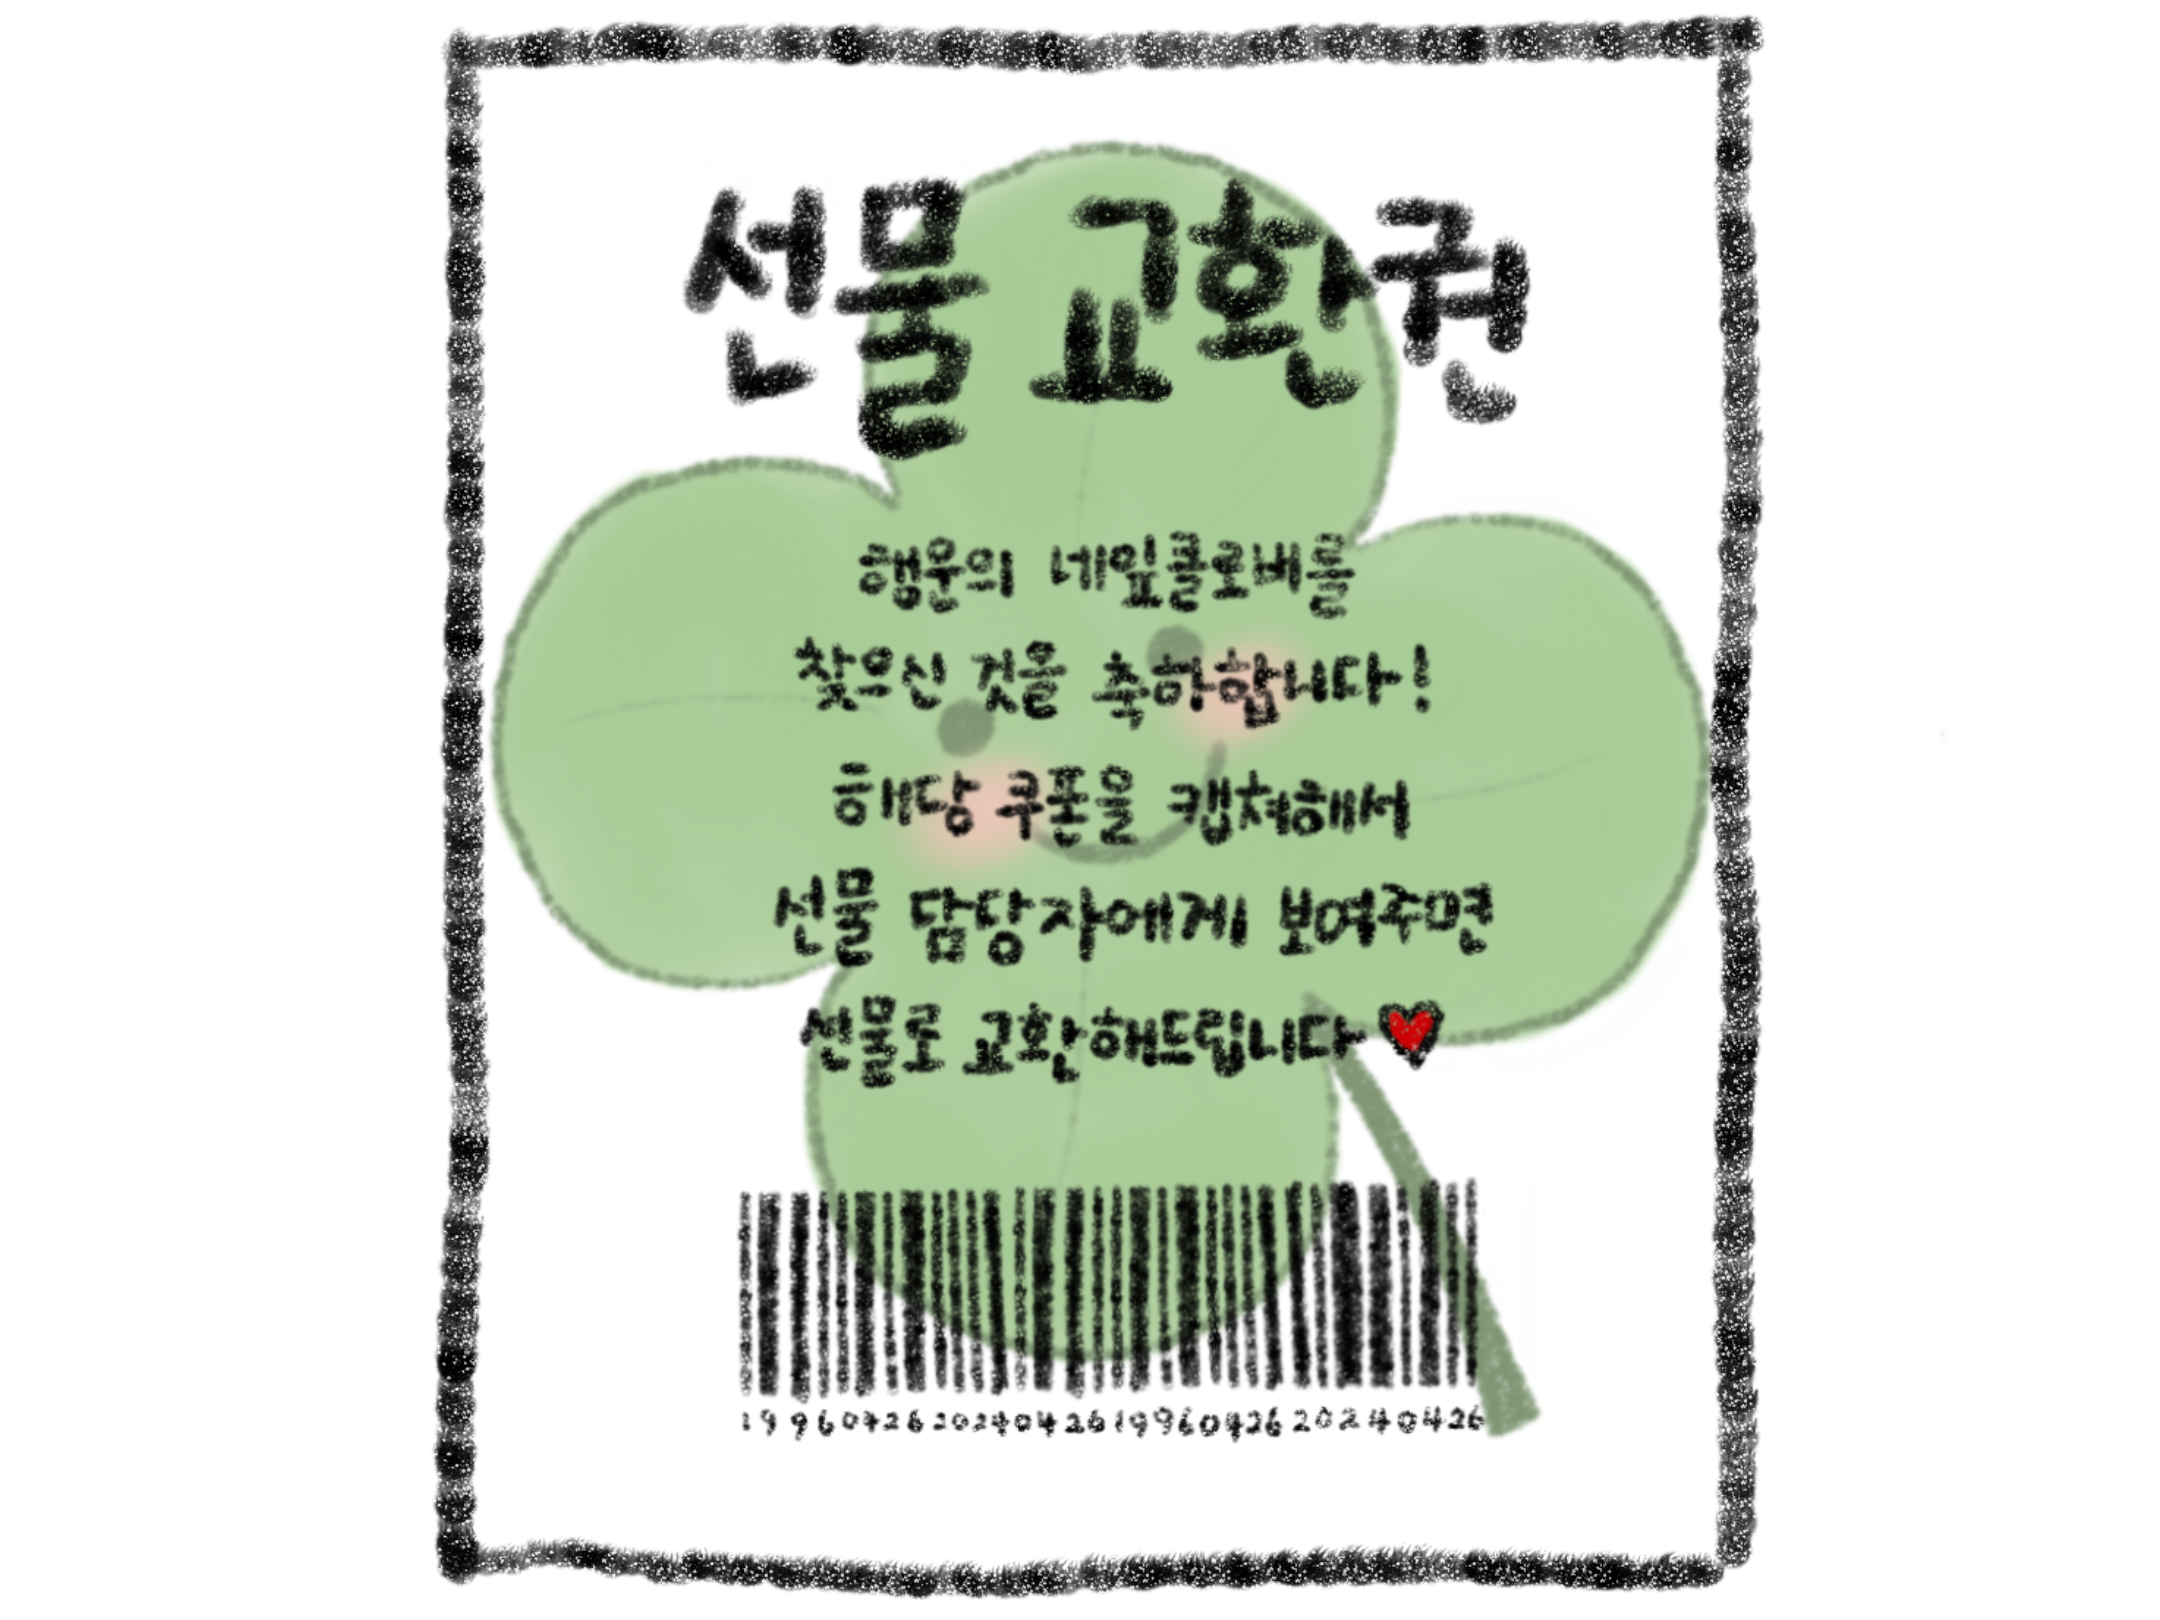 선물 교환권
행운의 네잎클로버를
찾으신 것을 축하합니다!
해당 쿠폰을 캡쳐해서
선물 담당자에게 보여주면
선물로 교환해드립니다
19960426202404261996042620240426